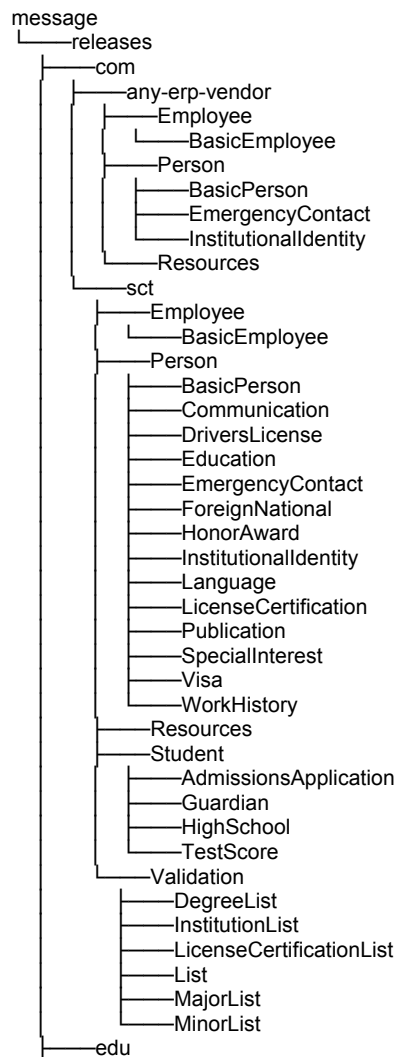 message
releases
com
any-erp-vendor
Employee
BasicEmployee
Person
BasicPerson
EmergencyContact
InstitutionalIdentity
Resources
sct
Employee
BasicEmployee
Person
BasicPerson
Communication
DriversLicense
Education
EmergencyContact
ForeignNational
HonorAward
InstitutionalIdentity
Language
LicenseCertification
Publication
SpecialInterest
Visa
WorkHistory
Resources
Student
AdmissionsApplication
Guardian
HighSchool
TestScore
Validation
DegreeList
InstitutionList
LicenseCertificationList
List
MajorList
MinorList
edu